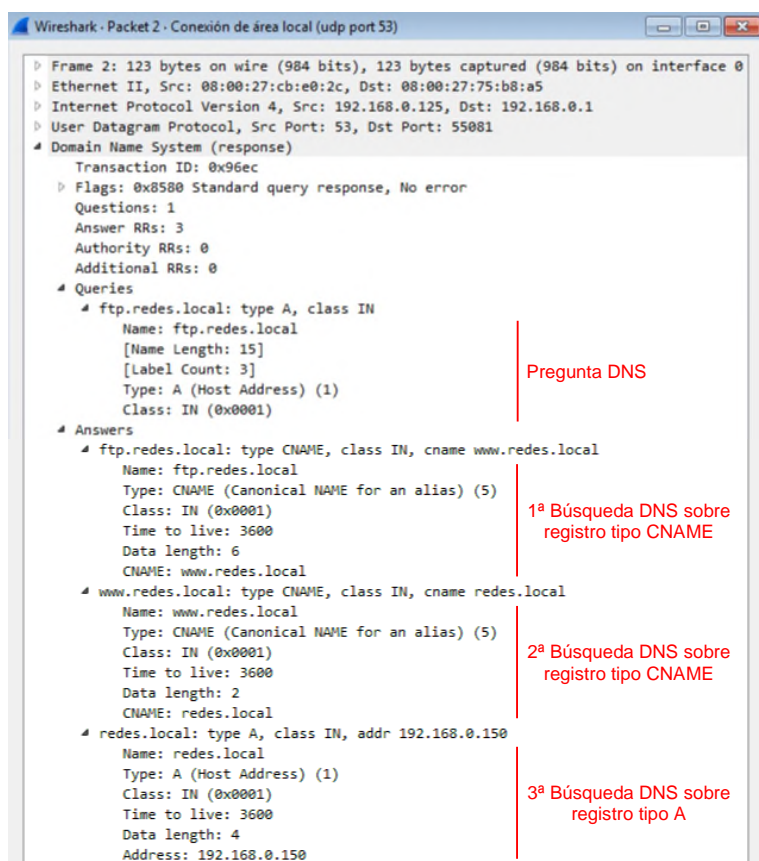 Wireshark · Packet 2 · Conexión de área local (udp port 53)
Frame 2: 123 bytes on wire (984 bits), 123 bytes captured (984 bits) on interface 0
Ethernet II, Src: 08:00:27:cb:e0:2c, Dst: 08:00:27:75:b8:a5
Internet Protocol Version 4, Src: 192.168.0.125, Dst: 192.168.0.1
User Datagram Protocol, Src Port: 53, Dst Port: 55081
Domain Name System (response)
Transaction ID: 0x96ec
Flags: 0x8580 Standard query response, No error
Questions: 1
Answer RRs: 3
Authority RRs: 0
Additional RRs: 0
Queries
ftp.redes.local: type A, class IN
Name: ftp.redes.local
[Name Length: 15]
[Label Count: 3]
Type: A (Host Address) (1)
Class: IN (0x0001)
Pregunta DNS
Answers
ftp.redes.local: type CNAME, class IN, cname www.redes.local
Name: ftp.redes.local
Type: CNAME (Canonical NAME for an alias) (5)
Class: IN (0x0001)
Time to live: 3600
Data length: 6
CNAME: www.redes.local
1ª Búsqueda DNS sobre
registro tipo CNAME
www.redes.local: type CNAME, class IN, cname redes.local
Name: www.redes.local
Type: CNAME (Canonical NAME for an alias) (5)
Class: IN (0x0001)
Time to live: 3600
Data length: 2
CNAME: redes.local
2ª Búsqueda DNS sobre
registro tipo CNAME
redes.local: type A, class IN, addr 192.168.0.150
Name: redes.local
Type: A (Host Address) (1)
Class: IN (0x0001)
Time to live: 3600
Data length: 4
Address: 192.168.0.150
3ª Búsqueda DNS sobre
registro tipo A